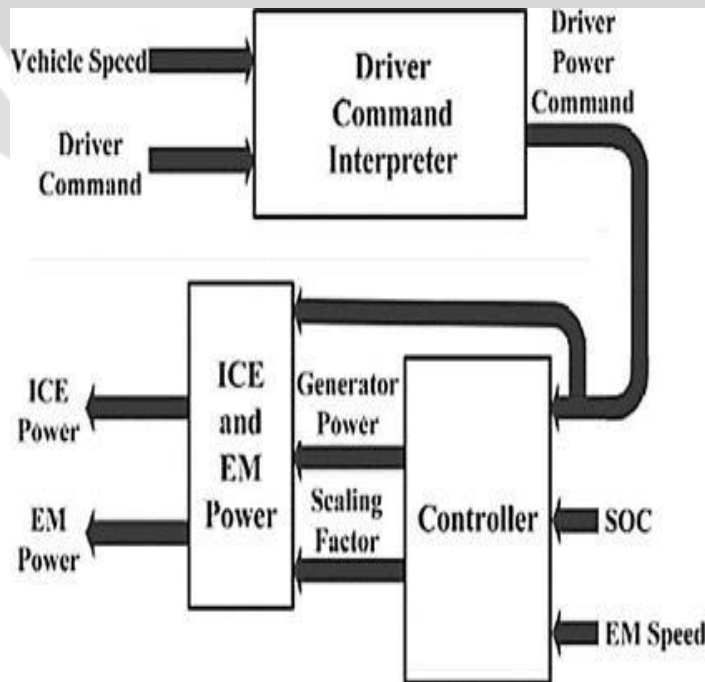 Vehicle Speed
Driver
Command
Driver
Command
Interpreter
Driver
Power
Command
ICE
Power
EM
Power
ICE
and
EM
Power
Generator
Power
Scaling
Factor
Controller
SOC
EM Speed